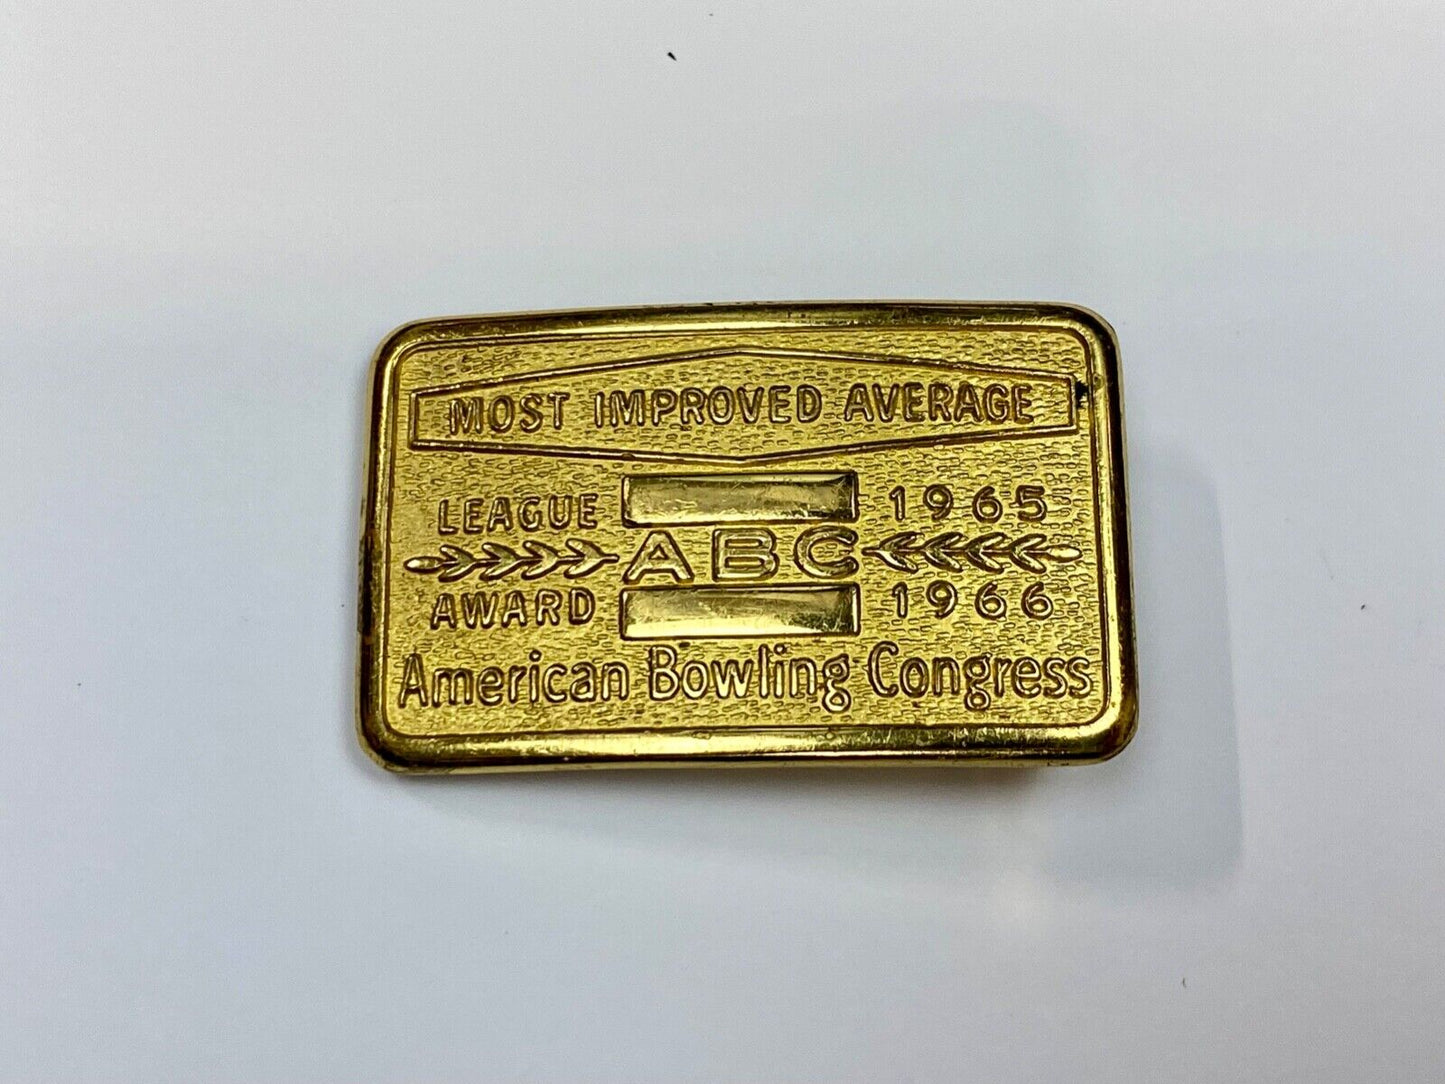 MOST IMPROVED AVERAGE
LEAGUE 1965
ABC
AWARD 1966
American Bowling Congress